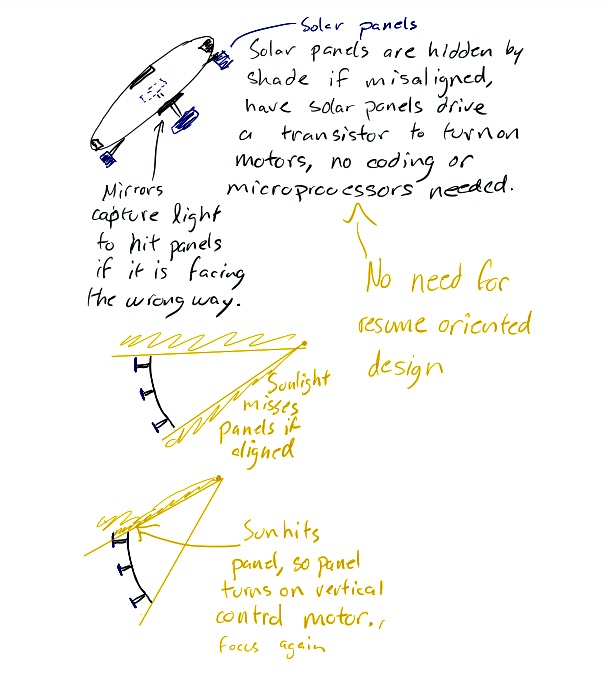 Solar panels
Solar panels are hidden by
shade if misaligned,
have solar panels drive
a transistor to turn on
motors, no coding or
microprocessors needed.
Mirrors
capture light
to hit panels
if it is facing
the wrong way.
No need for
resume oriented
design
Sunlight
misses
panels if
aligned
Sun hits
panel, so panel
turns on vertical
control motor.,
focus again